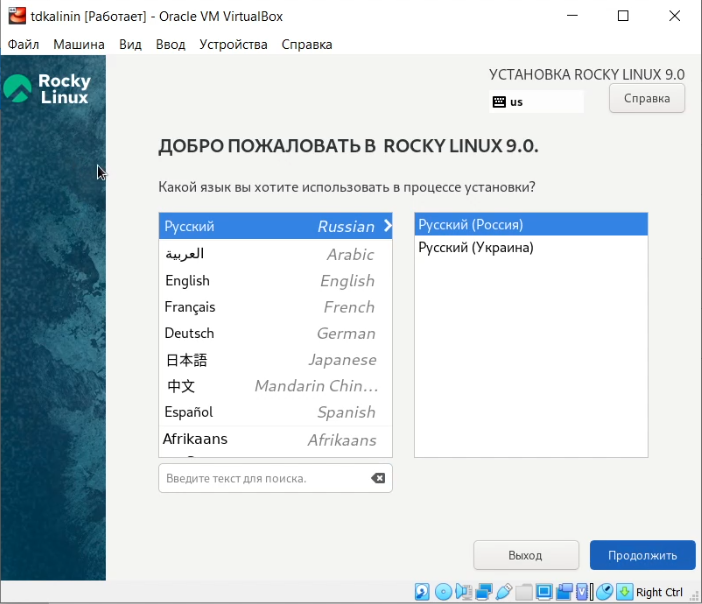 tdkalinin [Работает] - Oracle VM VirtualBox
Файл Машина Вид Ввод Устройства Справка
Rocky
Linux
УСТАНОВКА ROCKY LINUX 9.0
us
Справка
ДОБРО ПОЖАЛОВАТЬ В ROCKY LINUX 9.0.
Какой язык вы хотите использовать в процессе установки?
Русский Russian
العربية Arabic
English English
Français French
Deutsch German
日本語 Japanese
中文 Mandarin Chin...
Español Spanish
Afrikaans Afrikaans
Русский (Россия)
Русский (Украина)
Введите текст для поиска.
Выход
Продолжить
Right Ctrl